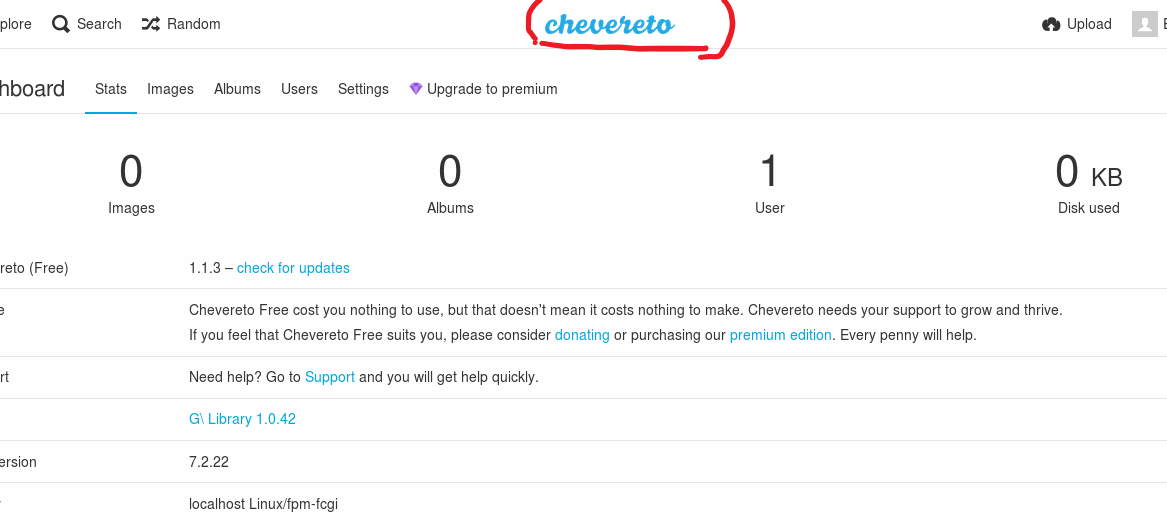 plore Search Random chevereto Upload E
hboard Stats Images Albums Users Settings Upgrade to premium
0 0 1 0 KB
Images Albums User Disk used
reto (Free) 1.1.3 – check for updates
e Chevereto Free cost you nothing to use, but that doesn't mean it costs nothing to make. Chevereto needs your support to grow and thrive.
If you feel that Chevereto Free suits you, please consider donating or purchasing our premium edition. Every penny will help.
rt Need help? Go to Support and you will get help quickly.
G\ Library 1.0.42
ersion 7.2.22
localhost Linux/fpm-fcgi